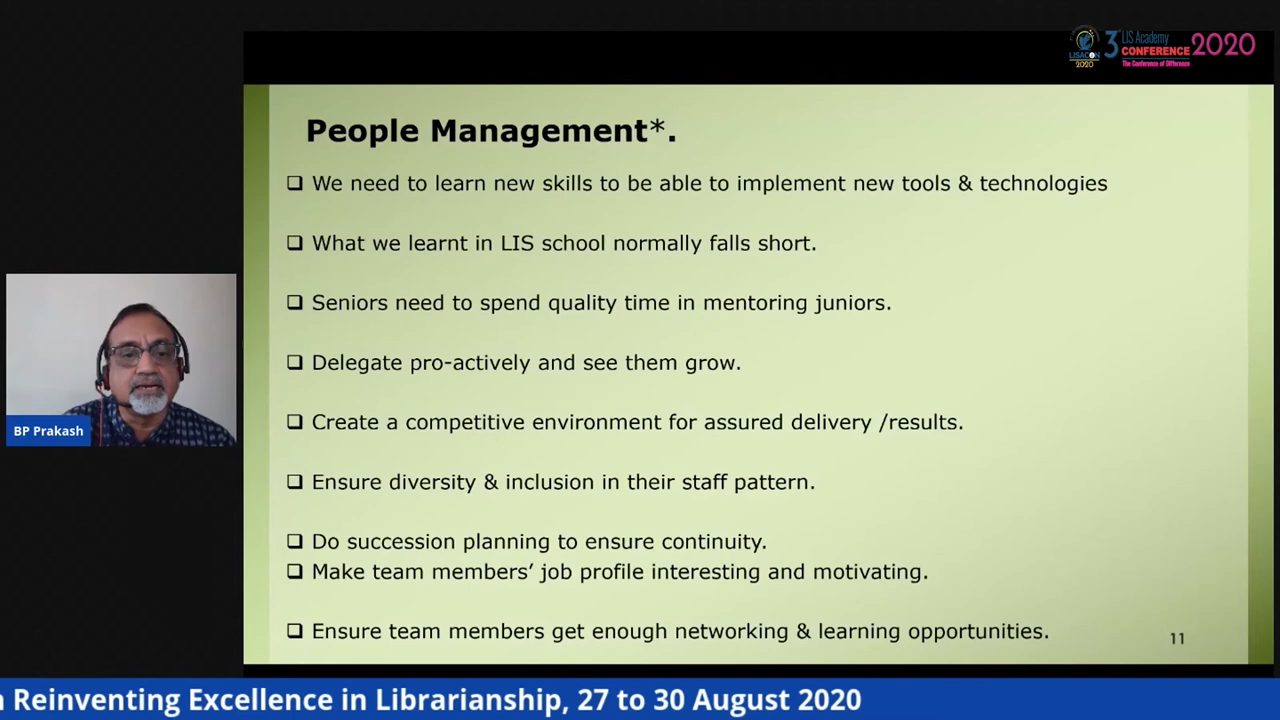 LISACON
2020
3 LIS Academy
CONFERENCE 2020
The Conference of Difference
People Management*.
❑ We need to learn new skills to be able to implement new tools & technologies
❑ What we learnt in LIS school normally falls short.
❑ Seniors need to spend quality time in mentoring juniors.
❑ Delegate pro-actively and see them grow.
❑ Create a competitive environment for assured delivery /results.
❑ Ensure diversity & inclusion in their staff pattern.
❑ Do succession planning to ensure continuity.
❑ Make team members’ job profile interesting and motivating.
❑ Ensure team members get enough networking & learning opportunities.
11
BP Prakash
Reinventing Excellence in Librarianship, 27 to 30 August 2020